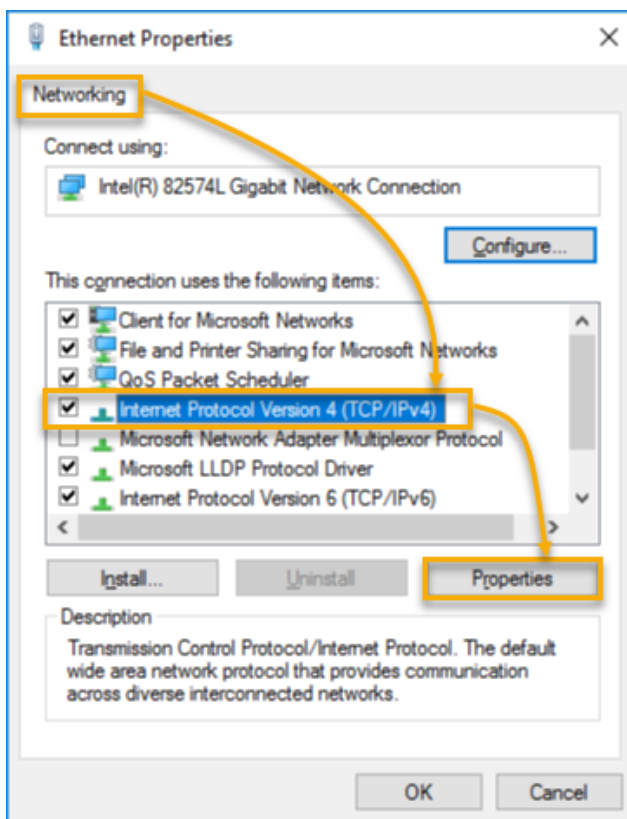 Ethernet Properties
Networking
Connect using:
Intel(R) 82574L Gigabit Network Connection
Configure...
This connection uses the following items:
Client for Microsoft Networks
File and Printer Sharing for Microsoft Networks
QoS Packet Scheduler
Internet Protocol Version 4 (TCP/IPv4)
Microsoft Network Adapter Multiplexor Protocol
Microsoft LLDP Protocol Driver
Internet Protocol Version 6 (TCP/IPv6)
Install...
Uninstall
Properties
Description
Transmission Control Protocol/Internet Protocol. The default
wide area network protocol that provides communication
across diverse interconnected networks.
OK
Cancel